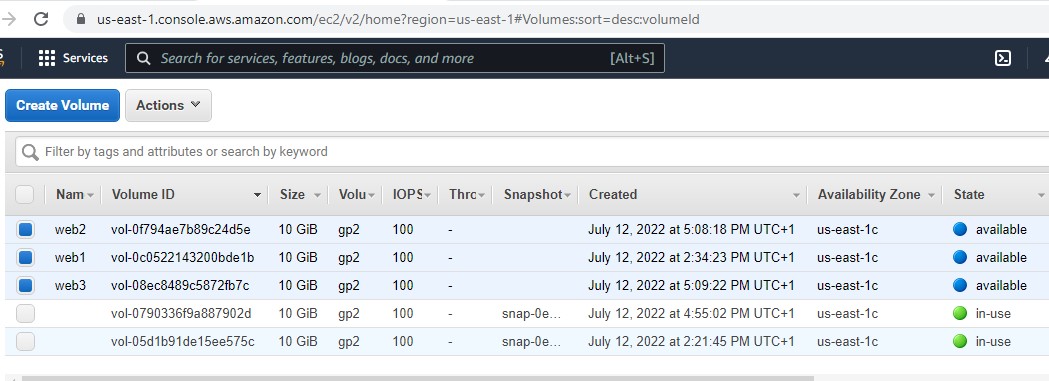 us-east-1.console.aws.amazon.com/ec2/v2/home?region=us-east-1#Volumes:sort=desc:volumeId
Services Search for services, features, blogs, docs, and more [Alt+S]
Create Volume Actions
Filter by tags and attributes or search by keyword
Nam Volume ID Size Volu IOPS Thrc Snapshot Created Availability Zone State
web2 vol-0f794ae7b89c24d5e 10 GiB gp2 100 - July 12, 2022 at 5:08:18 PM UTC+1 us-east-1c available
web1 vol-0c0522143200bde1b 10 GiB gp2 100 - July 12, 2022 at 2:34:23 PM UTC+1 us-east-1c available
web3 vol-08ec8489c5872fb7c 10 GiB gp2 100 - July 12, 2022 at 5:09:22 PM UTC+1 us-east-1c available
vol-0790336f9a887902d 10 GiB gp2 100 - snap-0e... July 12, 2022 at 4:55:02 PM UTC+1 us-east-1c in-use
vol-05d1b91de15ee575c 10 GiB gp2 100 - snap-0e... July 12, 2022 at 2:21:45 PM UTC+1 us-east-1c in-use